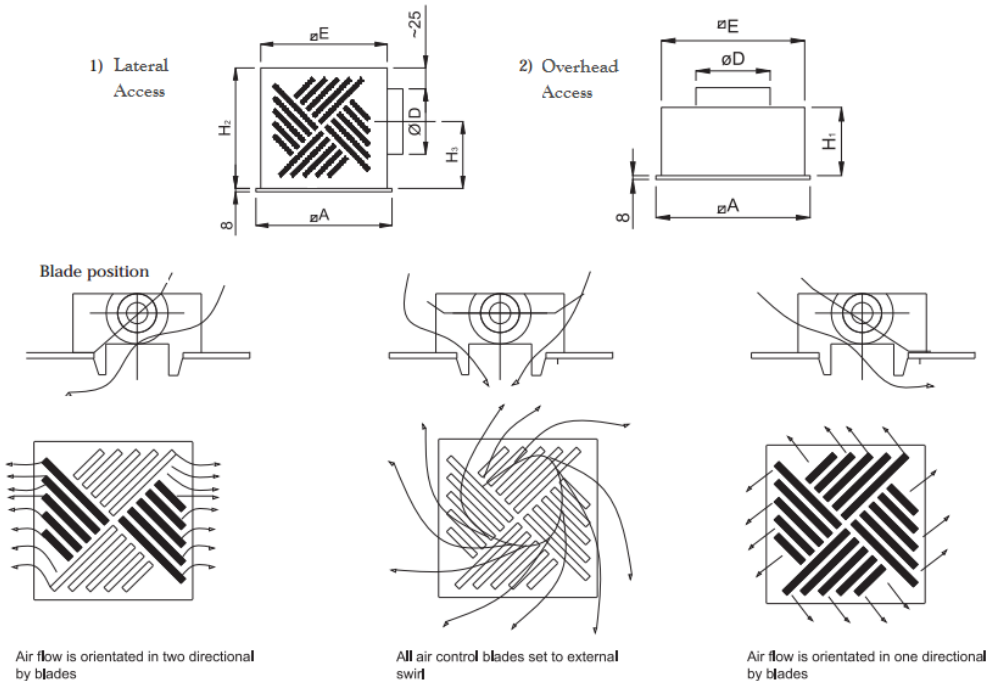 ⌀E
~25
1) Lateral
Access
H2
Ø D
H3
8
⌀A
⌀E
øD
2) Overhead
Access
H1
8
⌀A
Blade position
Air flow is orientated in two directional
by blades
All air control blades set to external
swirl
Air flow is orientated in one directional
by blades